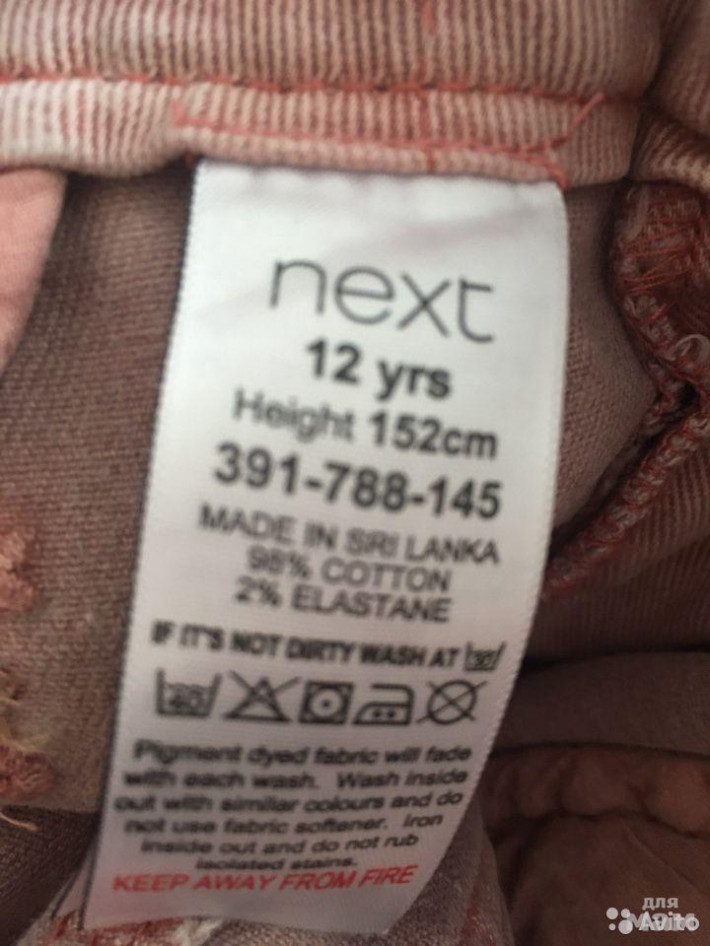 next
12 yrs
Height 152cm
391-788-145
MADE IN SRI LANKA
98% COTTON
2% ELASTANE
IF IT'S NOT DIRTY WASH AT 30
40
Pigment dyed fabric will fade
with each wash. Wash inside
out with similar colours and do
not use fabric softener. Iron
inside out and do not rub
isolated stains.
KEEP AWAY FROM FIRE
для
Avito